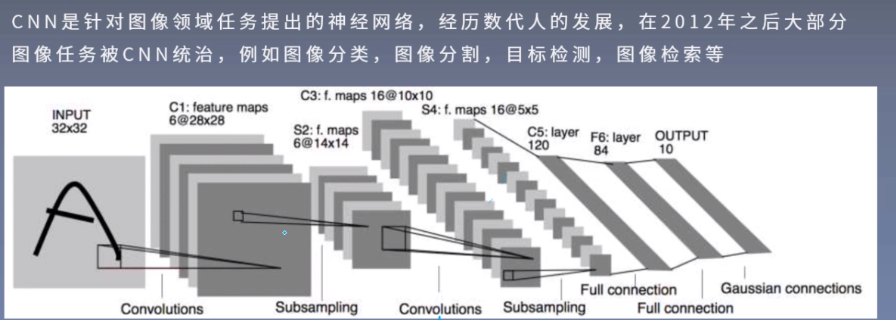 CNN是针对图像领域任务提出的神经网络，经历数代人的发展，在2012年之后大部分
图像任务被CNN统治，例如图像分类，图像分割，目标检测，图像检索等
INPUT
32x32
C1: feature maps
6@28x28
S2: f. maps
6@14x14
C3: f. maps 16@10x10
S4: f. maps 16@5x5
C5: layer
120
F6: layer
84
OUTPUT
10
Convolutions
Subsampling
Convolutions
Subsampling
Full connection
Full connection
Gaussian connections